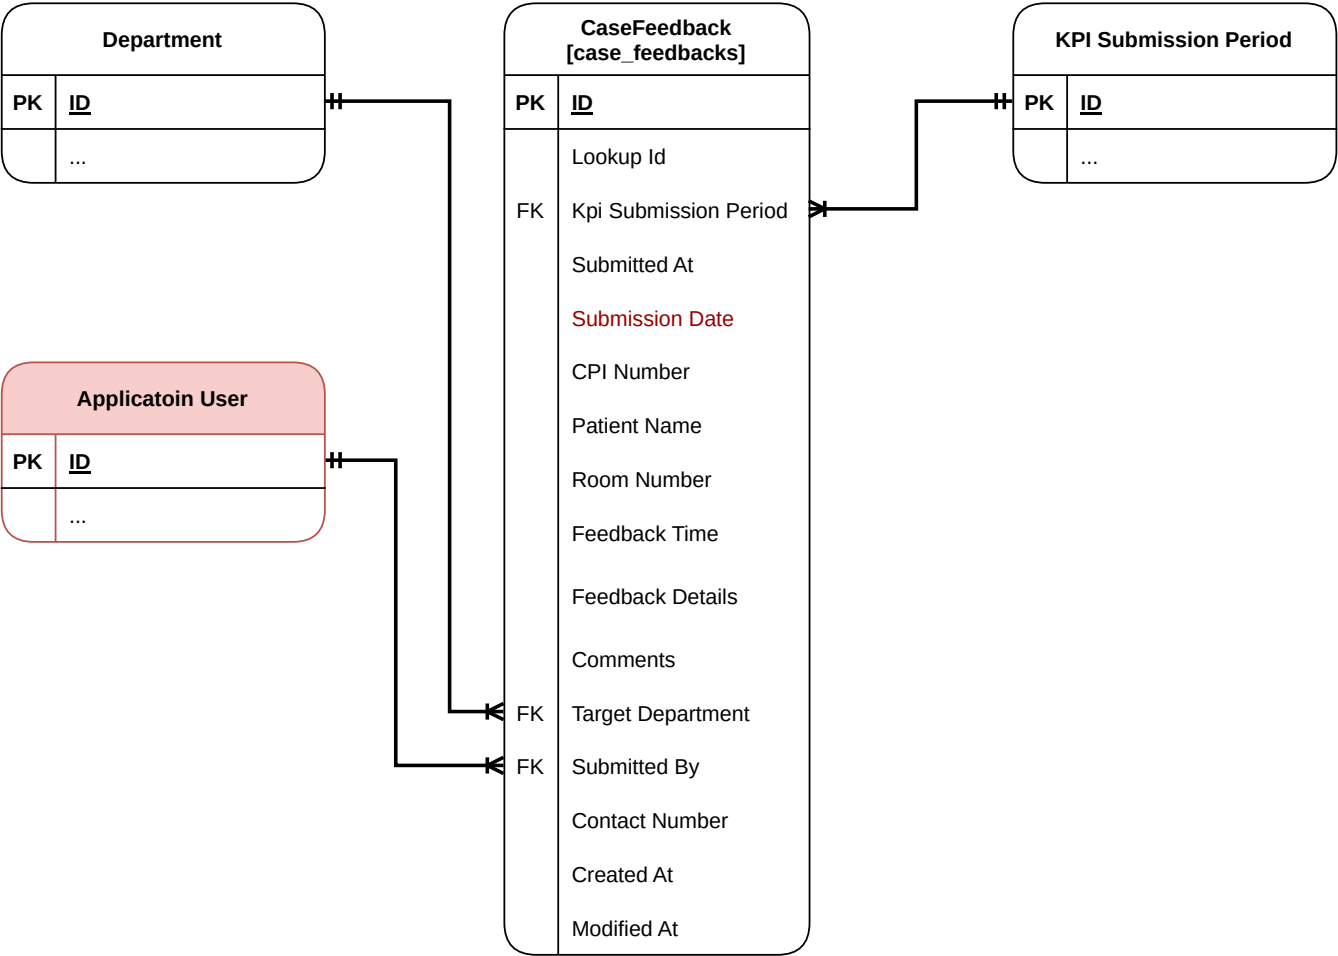 Department
PK ID
...
Applicatoin User
PK ID
...
CaseFeedback
[case_feedbacks]
PK ID
Lookup Id
FK Kpi Submission Period
Submitted At
Submission Date
CPI Number
Patient Name
Room Number
Feedback Time
Feedback Details
Comments
FK Target Department
FK Submitted By
Contact Number
Created At
Modified At
KPI Submission Period
PK ID
...